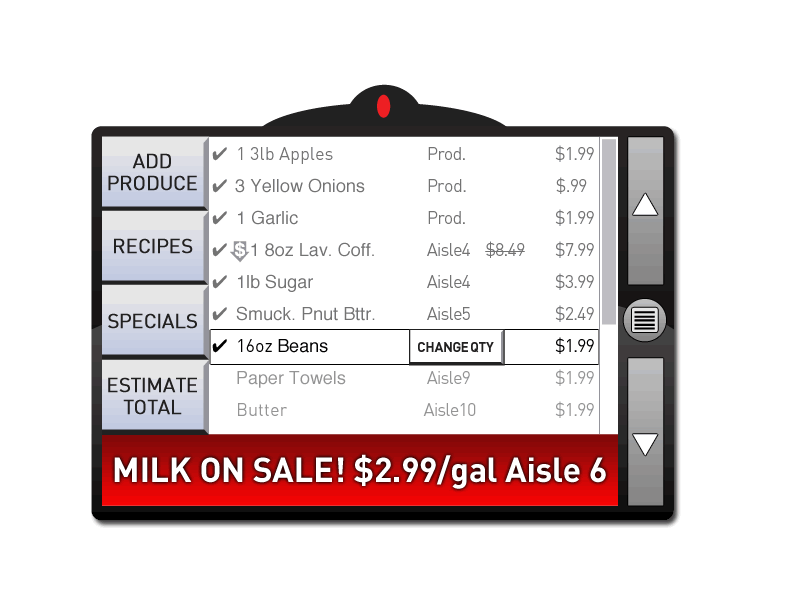 ADD
PRODUCE
RECIPES
SPECIALS
ESTIMATE
TOTAL
✔ 1 3lb Apples Prod. $1.99
✔ 3 Yellow Onions Prod. $.99
✔ 1 Garlic Prod. $1.99
✔ $ 1 8oz Lav. Coff. Aisle4 $8.49 $7.99
✔ 1lb Sugar Aisle4 $3.99
✔ Smuck. Pnut Bttr. Aisle5 $2.49
✔ 16oz Beans CHANGE QTY $1.99
Paper Towels Aisle9 $1.99
Butter Aisle10 $1.99
MILK ON SALE! $2.99/gal Aisle 6